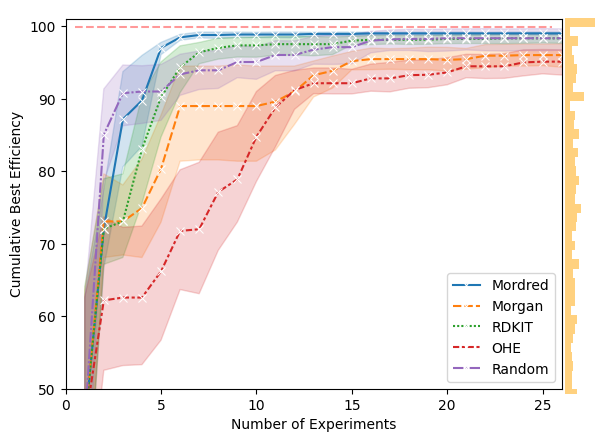 100
90
80
70
60
50
Cumulative Best Efficiency
Mordred
Morgan
RDKIT
OHE
Random
0 5 10 15 20 25
Number of Experiments